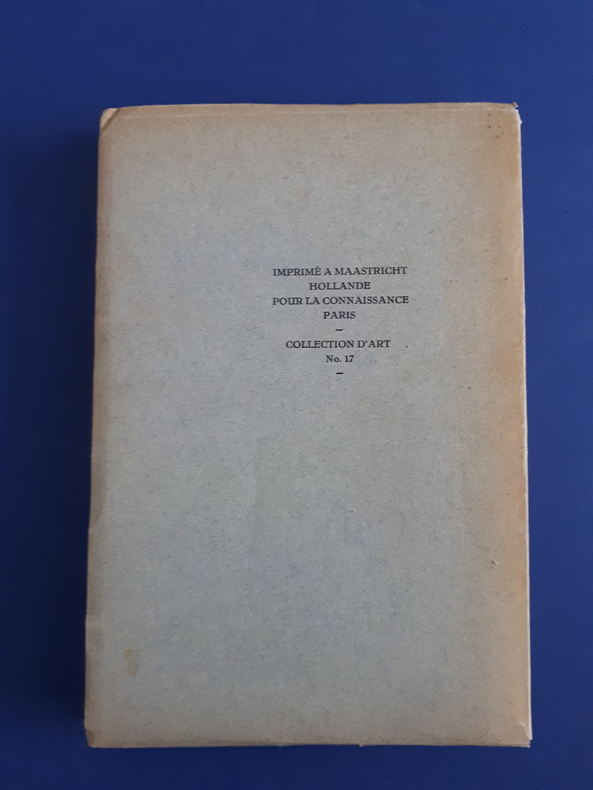 IMPRIMÉ A MAASTRICHT
HOLLANDE
POUR LA CONNAISSANCE
PARIS
–
COLLECTION D'ART
No. 17
–